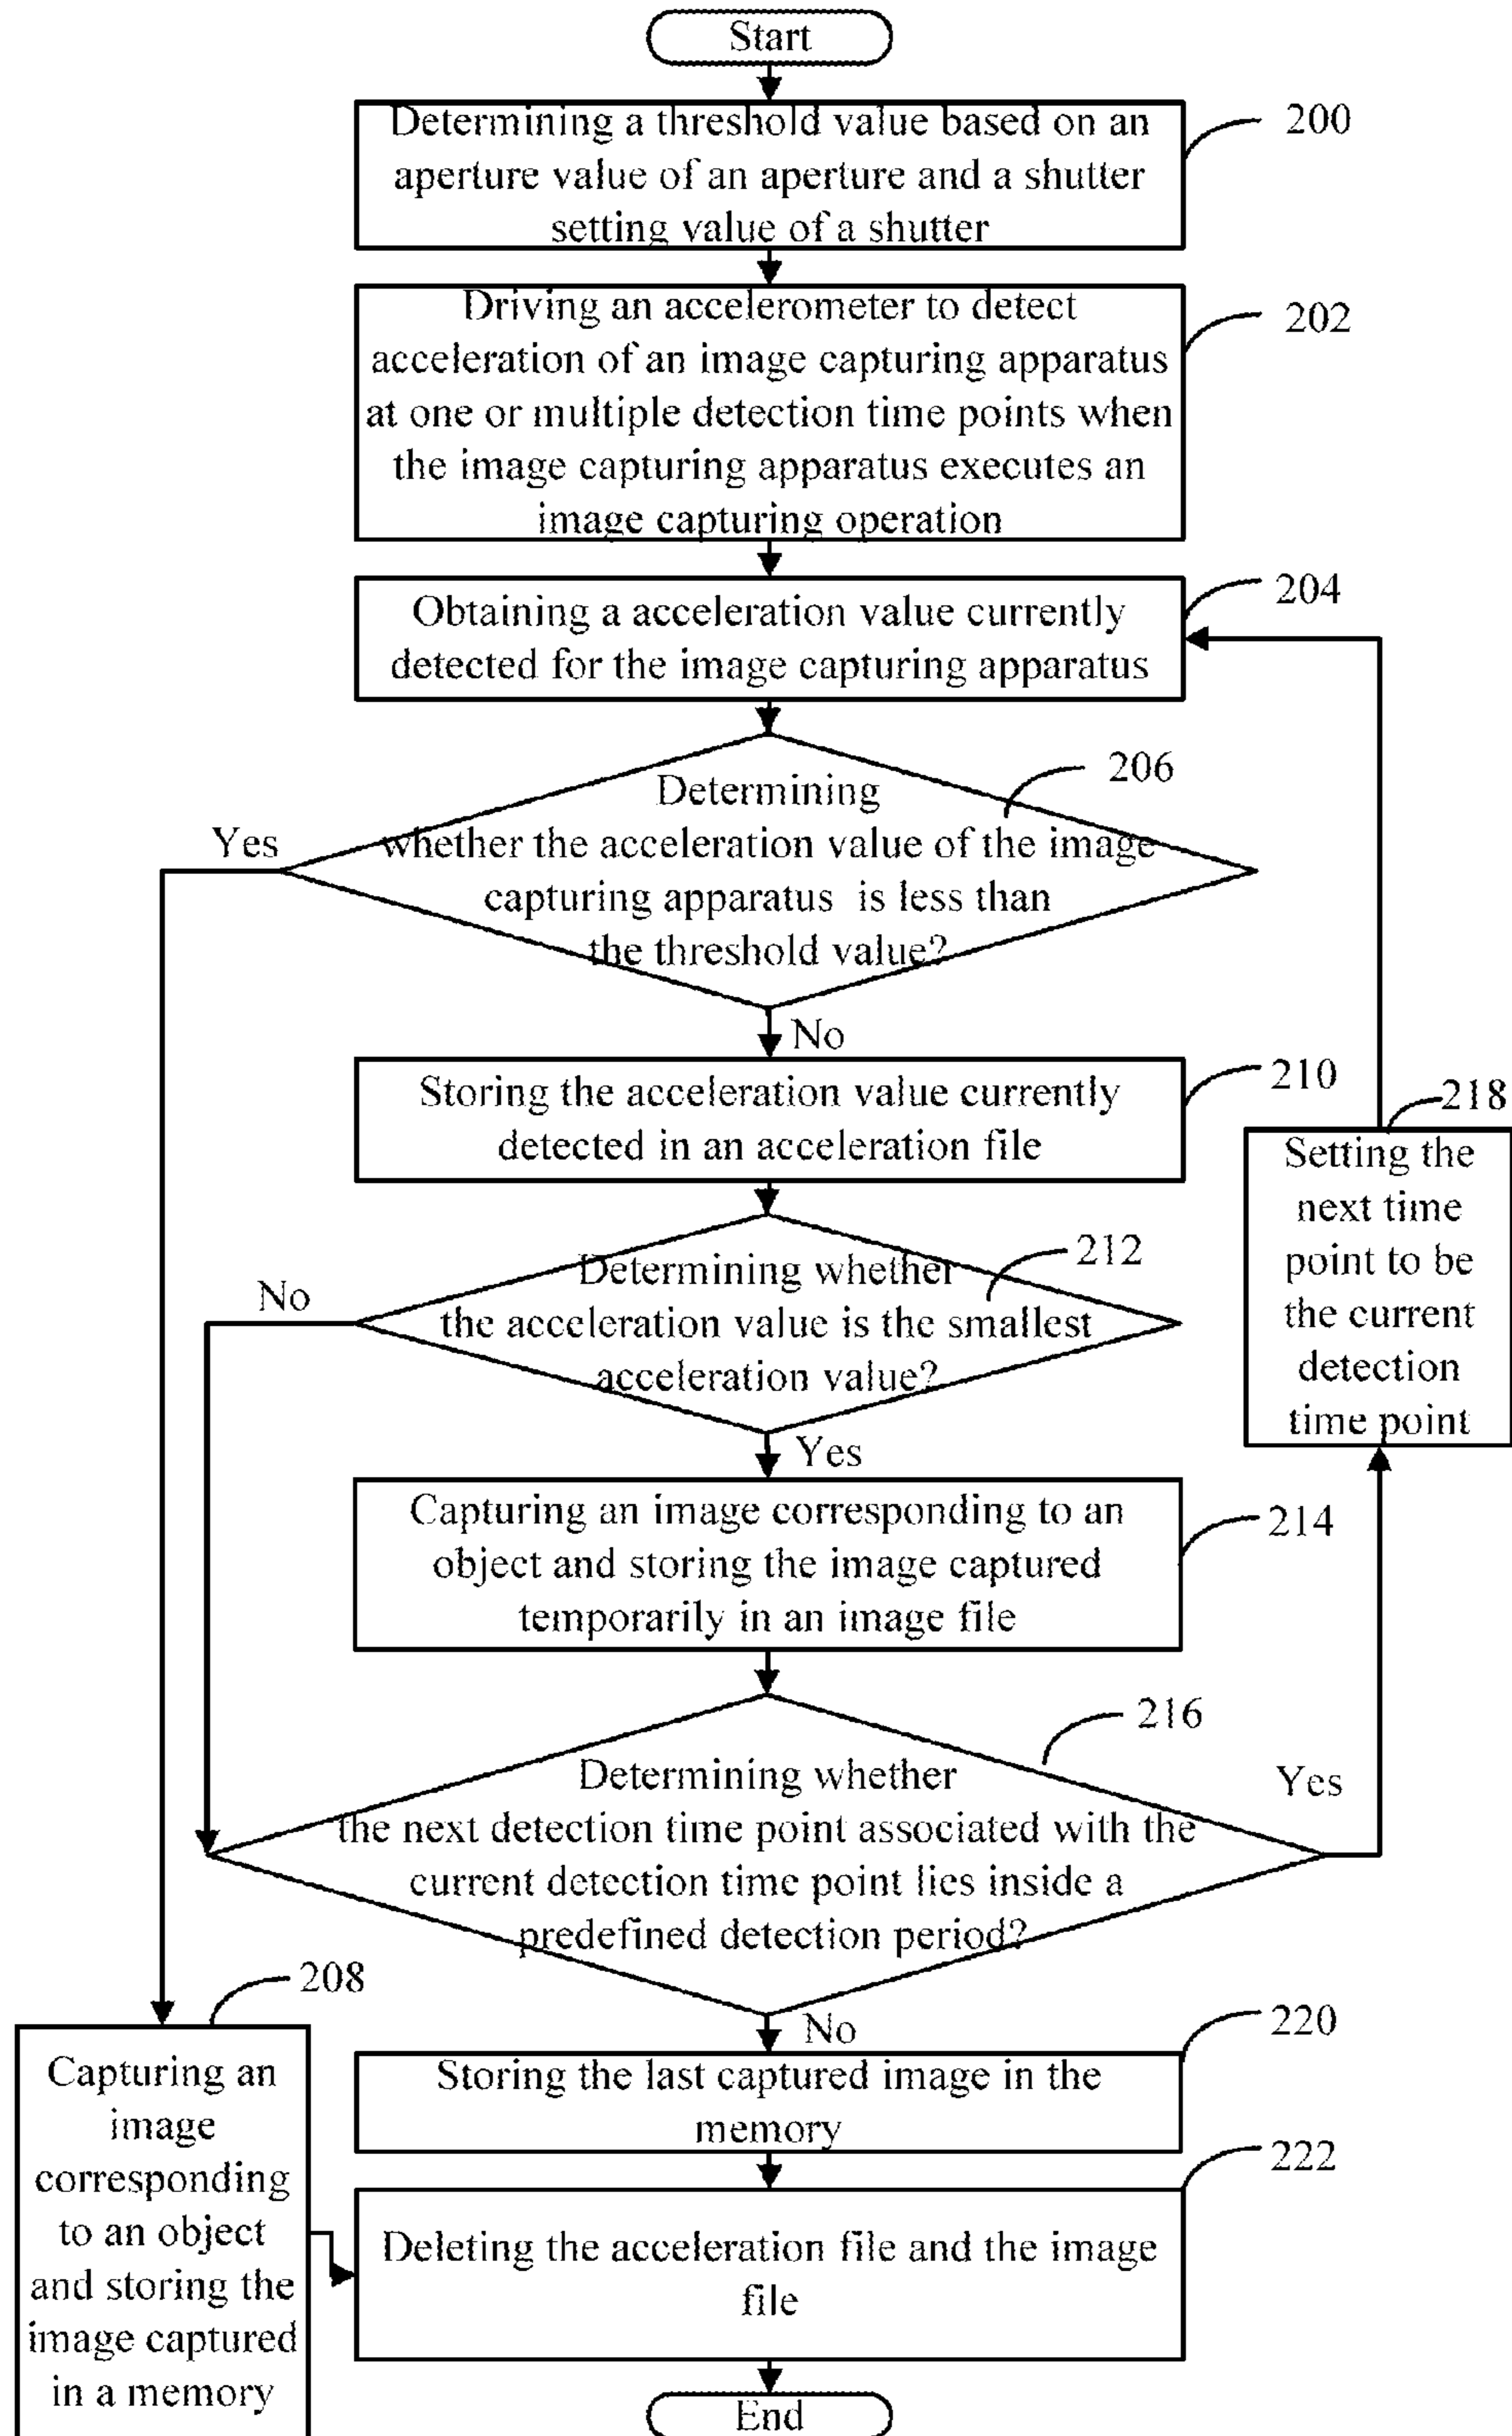 Start
Determining a threshold value based on an
aperture value of an aperture and a shutter
setting value of a shutter
200
Driving an accelerometer to detect
acceleration of an image capturing apparatus
at one or multiple detection time points when
the image capturing apparatus executes an
image capturing operation
202
Obtaining a acceleration value currently
detected for the image capturing apparatus
204
Determining
whether the acceleration value of the image
capturing apparatus is less than
the threshold value?
206
Yes
No
Storing the acceleration value currently
detected in an acceleration file
210
218
Setting the
next time
point to be
the current
detection
time point
Determining whether
the acceleration value is the smallest
acceleration value?
212
No
Yes
Capturing an image corresponding to an
object and storing the image captured
temporarily in an image file
214
Determining whether
the next detection time point associated with the
current detection time point lies inside a
predefined detection period?
216
Yes
No
208
Capturing an
image
corresponding
to an object
and storing the
image captured
in a memory
Storing the last captured image in the
memory
220
Deleting the acceleration file and the image
file
222
End